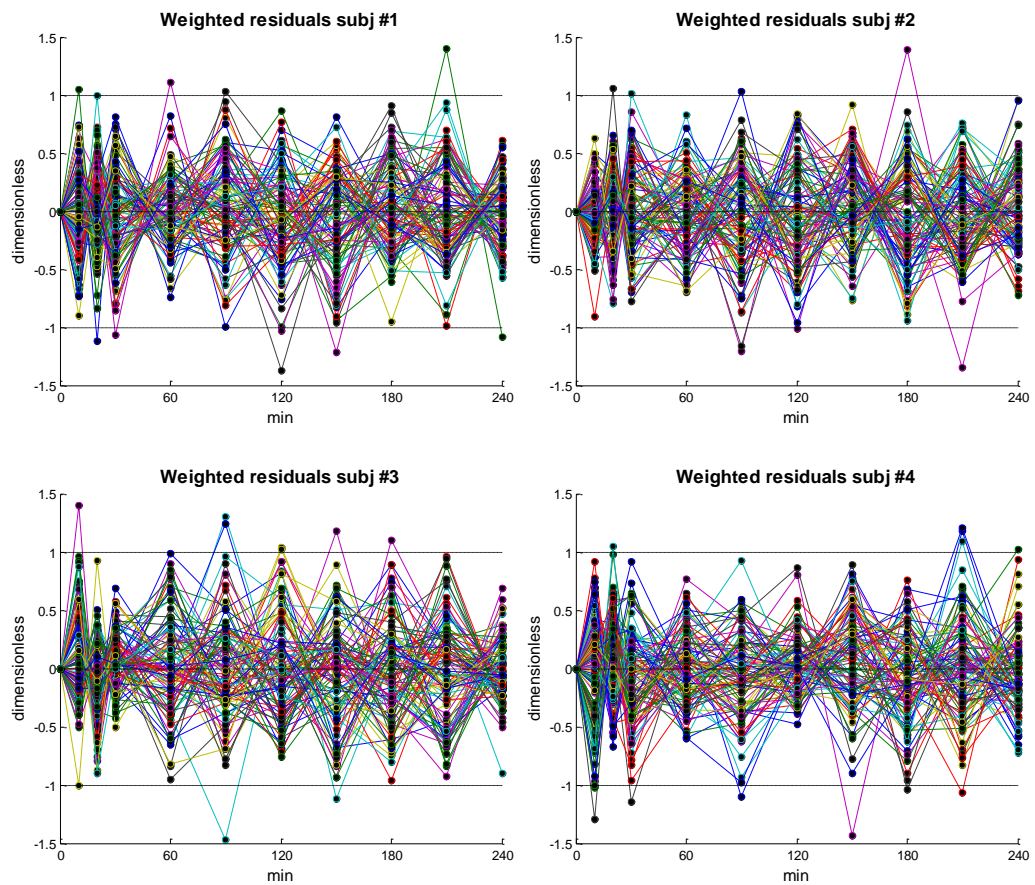 Weighted residuals subj #1
1.5
1
0.5
0
-0.5
-1
-1.5
dimensionless
0 60 120 180 240
min
Weighted residuals subj #2
1.5
1
0.5
0
-0.5
-1
-1.5
dimensionless
0 60 120 180 240
min
Weighted residuals subj #3
1.5
1
0.5
0
-0.5
-1
-1.5
dimensionless
0 60 120 180 240
min
Weighted residuals subj #4
1.5
1
0.5
0
-0.5
-1
-1.5
dimensionless
0 60 120 180 240
min